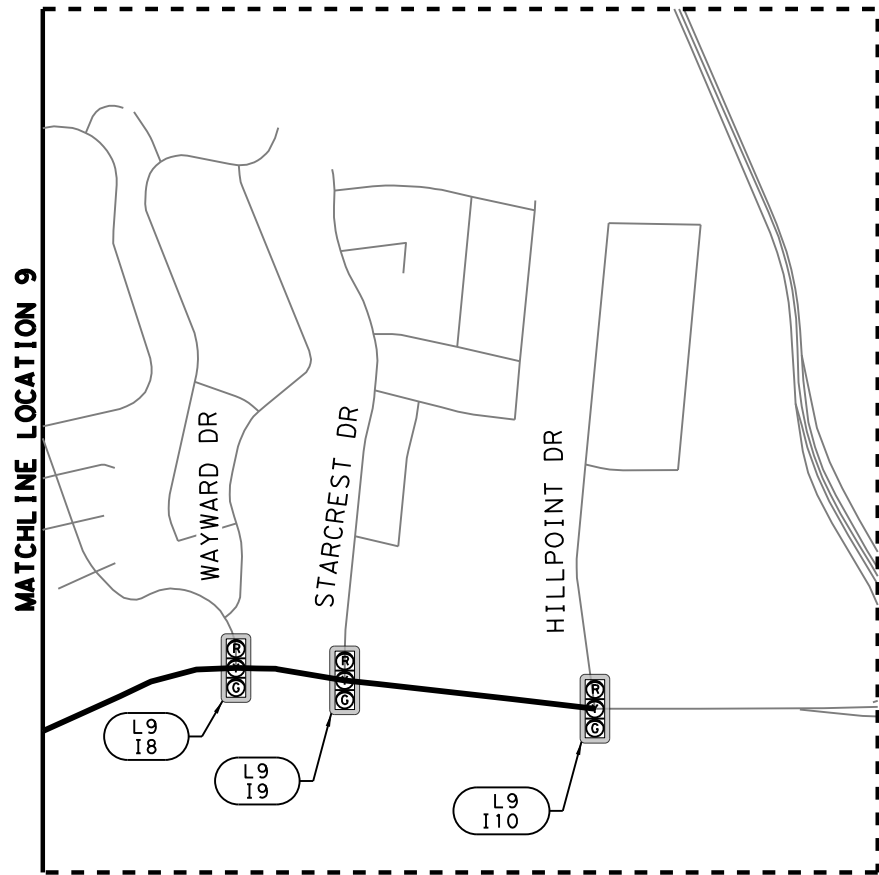 MATCHLINE LOCATION 9
WAYWARD DR
STARCREST DR
HILLPOINT DR
R
Y
G
R
Y
G
R
Y
G
L9
I8
L9
I9
L9
I10